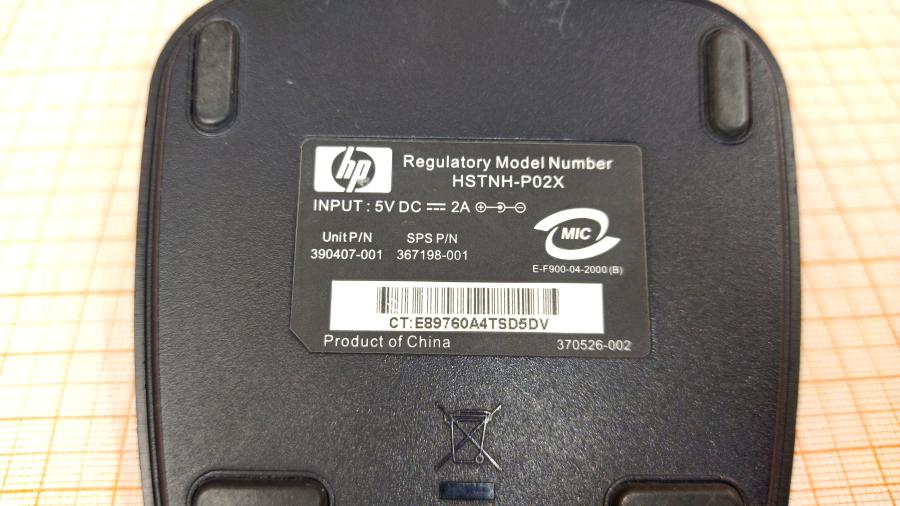 hp
Regulatory Model Number
HSTNH-P02X
INPUT : 5V DC 2A
Unit P/N SPS P/N
390407-001 367198-001
MIC
E-F900-04-2000 (B)
CT:E89760A4TSD5DV
Product of China 370526-002